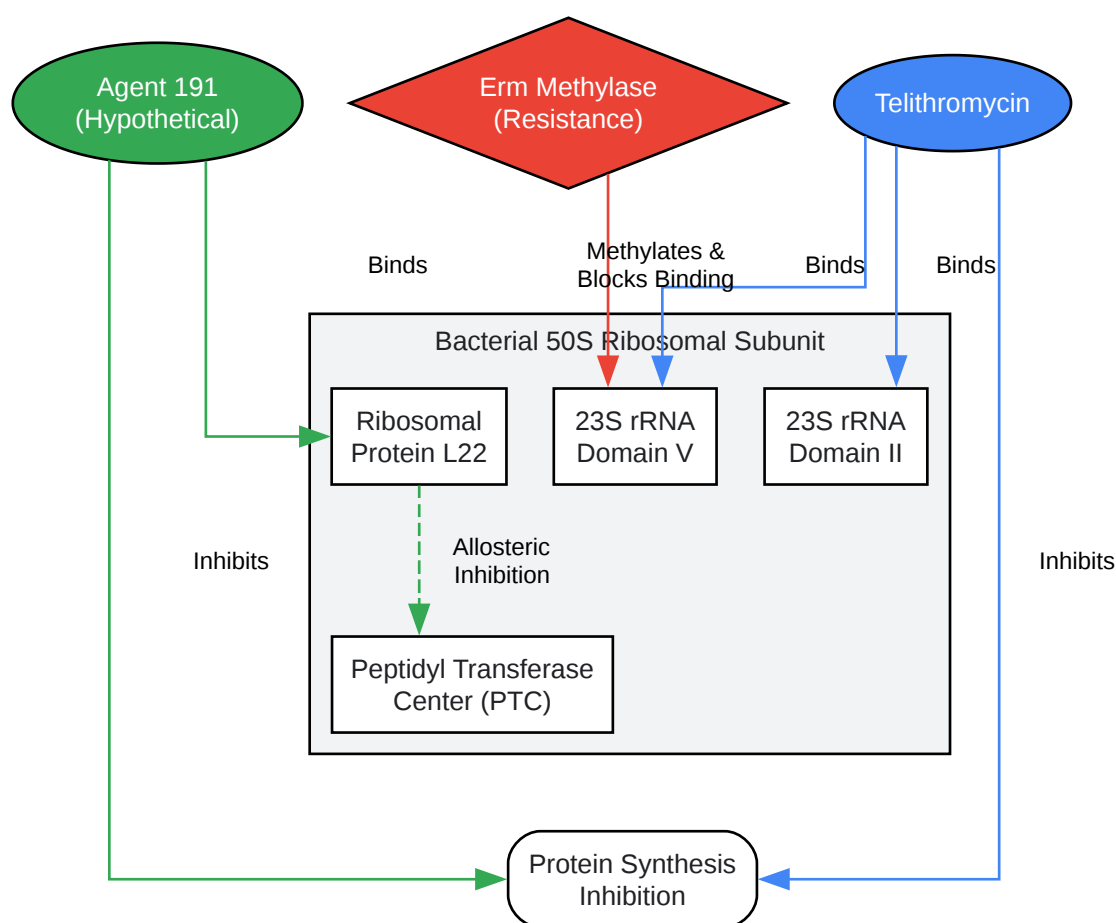 Agent 191
(Hypothetical)
Erm Methylase
(Resistance)
Telithromycin
Binds
Methylates &
Blocks Binding
Binds
Binds
Bacterial 50S Ribosomal Subunit
Ribosomal
Protein L22
23S rRNA
Domain V
23S rRNA
Domain II
Inhibits
Allosteric
Inhibition
Inhibits
Peptidyl Transferase
Center (PTC)
Protein Synthesis
Inhibition